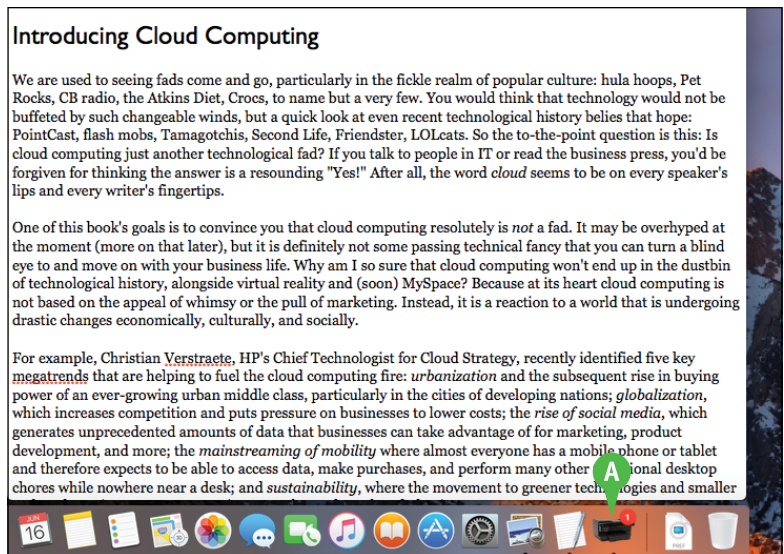 Introducing Cloud Computing
We are used to seeing fads come and go, particularly in the fickle realm of popular culture: hula hoops, Pet
Rocks, CB radio, the Atkins Diet, Crocs, to name but a very few. You would think that technology would not be
buffeted by such changeable winds, but a quick look at even recent technological history belies that hope:
PointCast, flash mobs, Tamagotchis, Second Life, Friendster, LOLcats. So the to-the-point question is this: Is
cloud computing just another technological fad? If you talk to people in IT or read the business press, you'd be
forgiven for thinking the answer is a resounding "Yes!" After all, the word cloud seems to be on every speaker's
lips and every writer's fingertips.
One of this book's goals is to convince you that cloud computing resolutely is not a fad. It may be overhyped at
the moment (more on that later), but it is definitely not some passing technical fancy that you can turn a blind
eye to and move on with your business life. Why am I so sure that cloud computing won't end up in the dustbin
of technological history, alongside virtual reality and (soon) MySpace? Because at its heart cloud computing is
not based on the appeal of whimsy or the pull of marketing. Instead, it is a reaction to a world that is undergoing
drastic changes economically, culturally, and socially.
For example, Christian Verstraete, HP's Chief Technologist for Cloud Strategy, recently identified five key
megatrends that are helping to fuel the cloud computing fire: urbanization and the subsequent rise in buying
power of an ever-growing urban middle class, particularly in the cities of developing nations; globalization,
which increases competition and puts pressure on businesses to lower costs; the rise of social media, which
generates unprecedented amounts of data that businesses can take advantage of for marketing, product
development, and more; the mainstreaming of mobility where almost everyone has a mobile phone or tablet
and therefore expects to be able to access data, make purchases, and perform many other ional desktop
chores while nowhere near a desk; and sustainability, where the movement to greener technologies and smaller
A
JUN
16
1
PREF